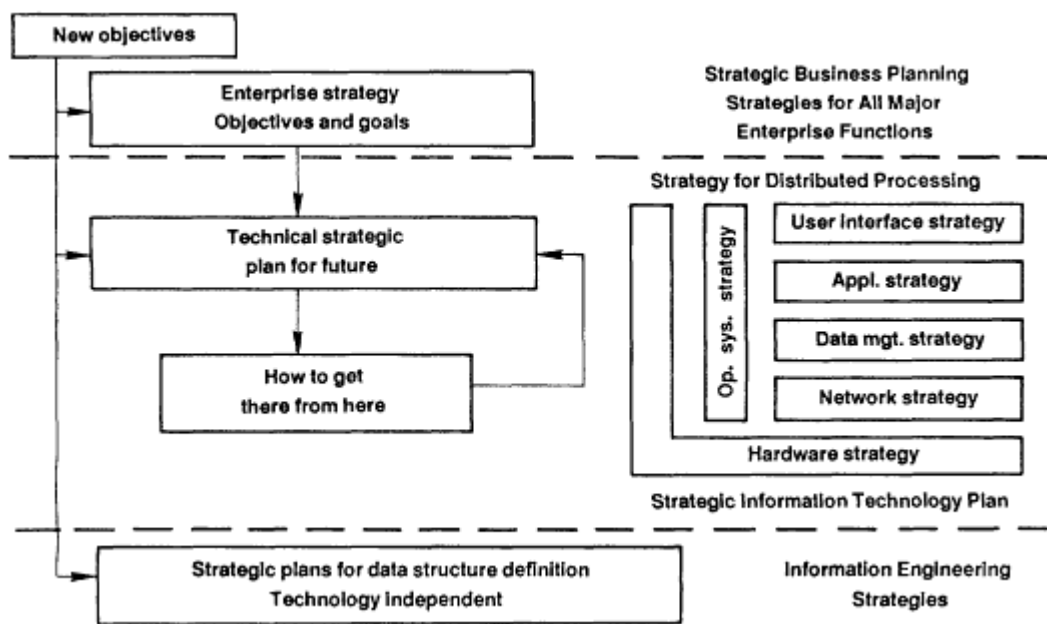 New objectives
Enterprise strategy
Objectives and goals
Strategic Business Planning
Strategies for All Major
Enterprise Functions
Technical strategic
plan for future
How to get
there from here
Strategy for Distributed Processing
Op. sys. strategy
User interface strategy
Appl. strategy
Data mgt. strategy
Network strategy
Hardware strategy
Strategic Information Technology Plan
Strategic plans for data structure definition
Technology independent
Information Engineering
Strategies